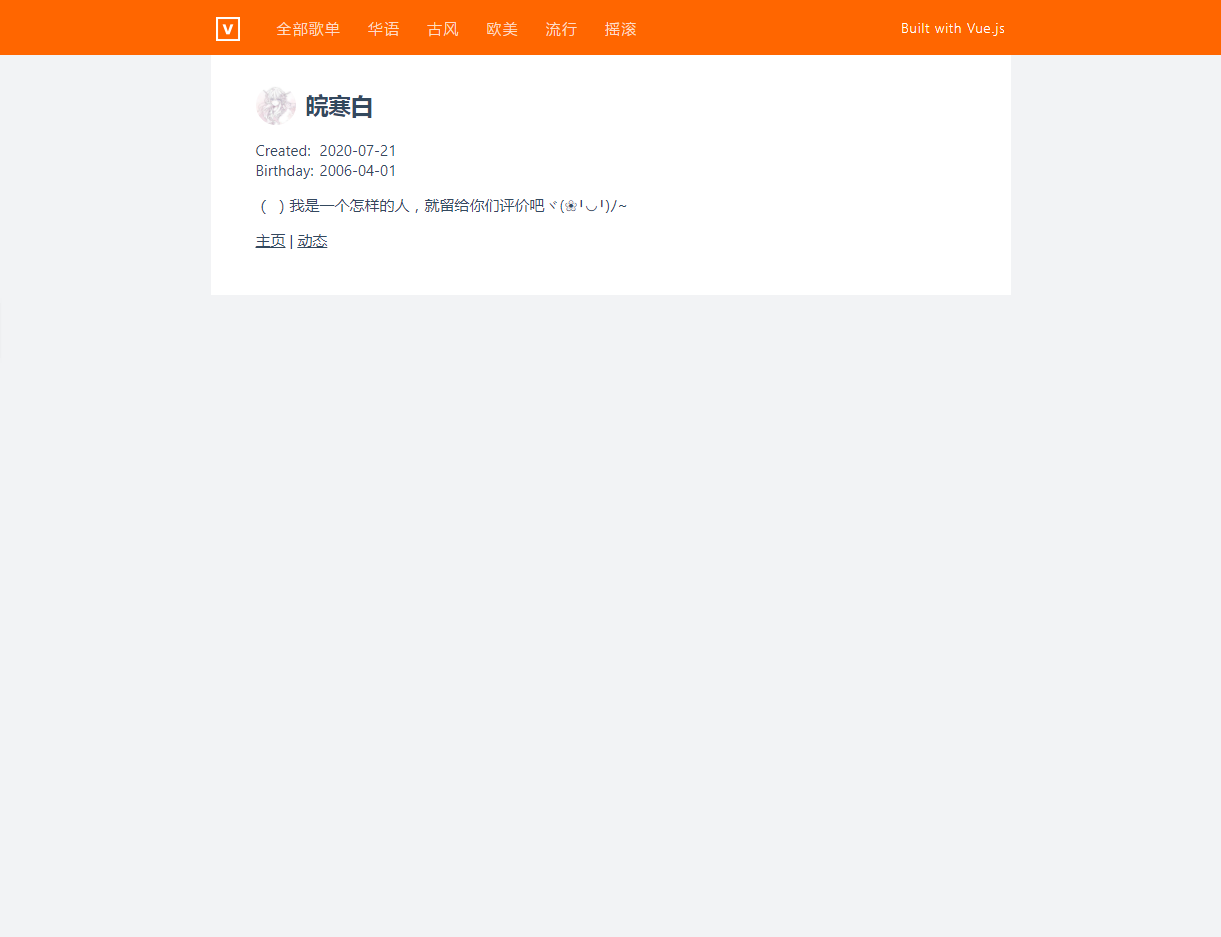 V 全部歌单 华语 古风 欧美 流行 摇滚 Built with Vue.js
皖寒白
Created: 2020-07-21
Birthday: 2006-04-01
（ ）我是一个怎样的人，就留给你们评价吧ヾ(❀╹◡╹)ﾉ~
主页 | 动态